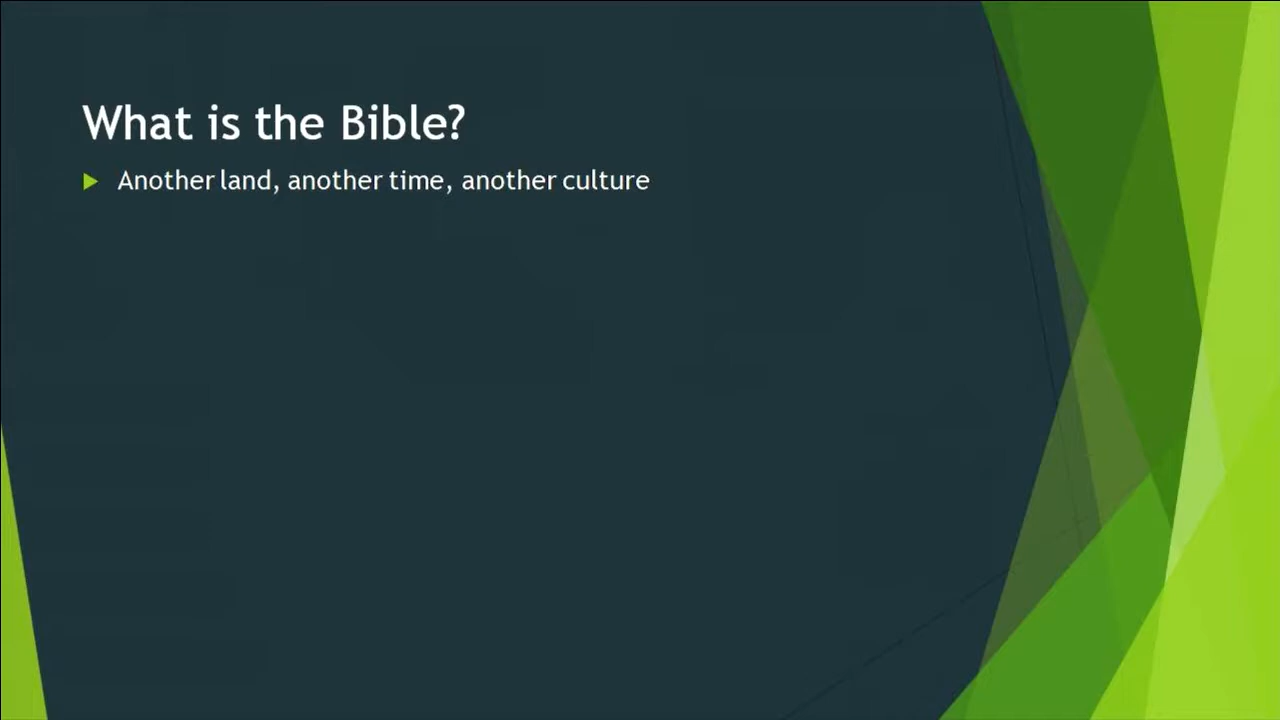 What is the Bible?
Another land, another time, another culture